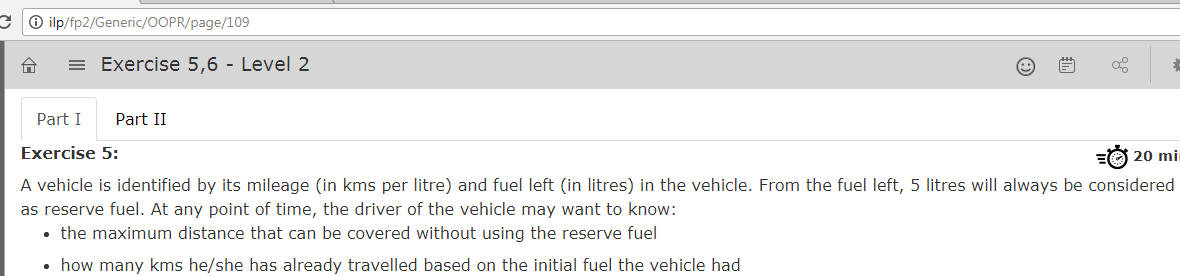 ilp/fp2/Generic/OOPR/page/109
Exercise 5,6 - Level 2
Part I
Part II
Exercise 5:
20 mi
A vehicle is identified by its mileage (in kms per litre) and fuel left (in litres) in the vehicle. From the fuel left, 5 litres will always be considered
as reserve fuel. At any point of time, the driver of the vehicle may want to know:
• the maximum distance that can be covered without using the reserve fuel
• how many kms he/she has already travelled based on the initial fuel the vehicle had